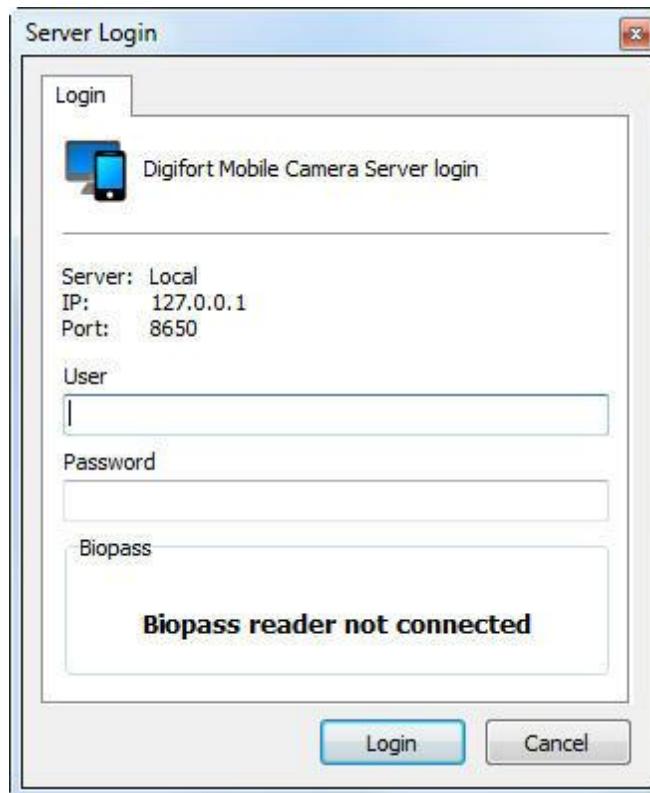 Server Login
Login
Digifort Mobile Camera Server login
Server: Local
IP: 127.0.0.1
Port: 8650
User
Password
Biopass
Biopass reader not connected
Login Cancel